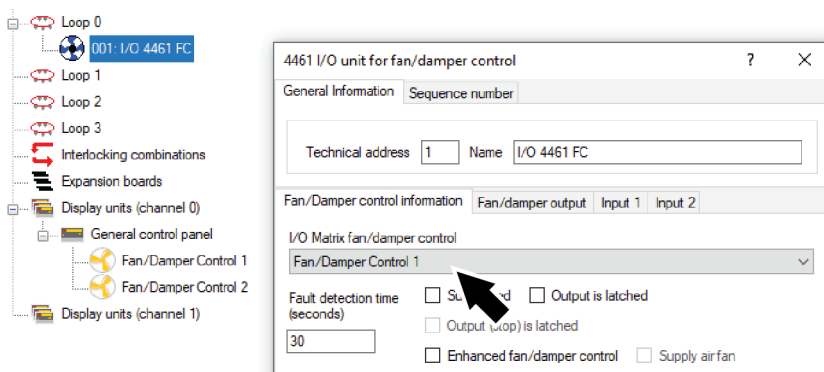 Loop 0
001: I/O 4461 FC
Loop 1
Loop 2
Loop 3
Interlocking combinations
Expansion boards
Display units (channel 0)
General control panel
Fan/Damper Control 1
Fan/Damper Control 2
Display units (channel 1)
4461 I/O unit for fan/damper control ?
General Information Sequence number
Technical address 1 Name I/O 4461 FC
Fan/Damper control information Fan/damper output Input 1 Input 2
I/O Matrix fan/damper control
Fan/Damper Control 1
Fault detection time (seconds)
30
Output is latched
Output (stop) is latched
Enhanced fan/damper control Supply air fan